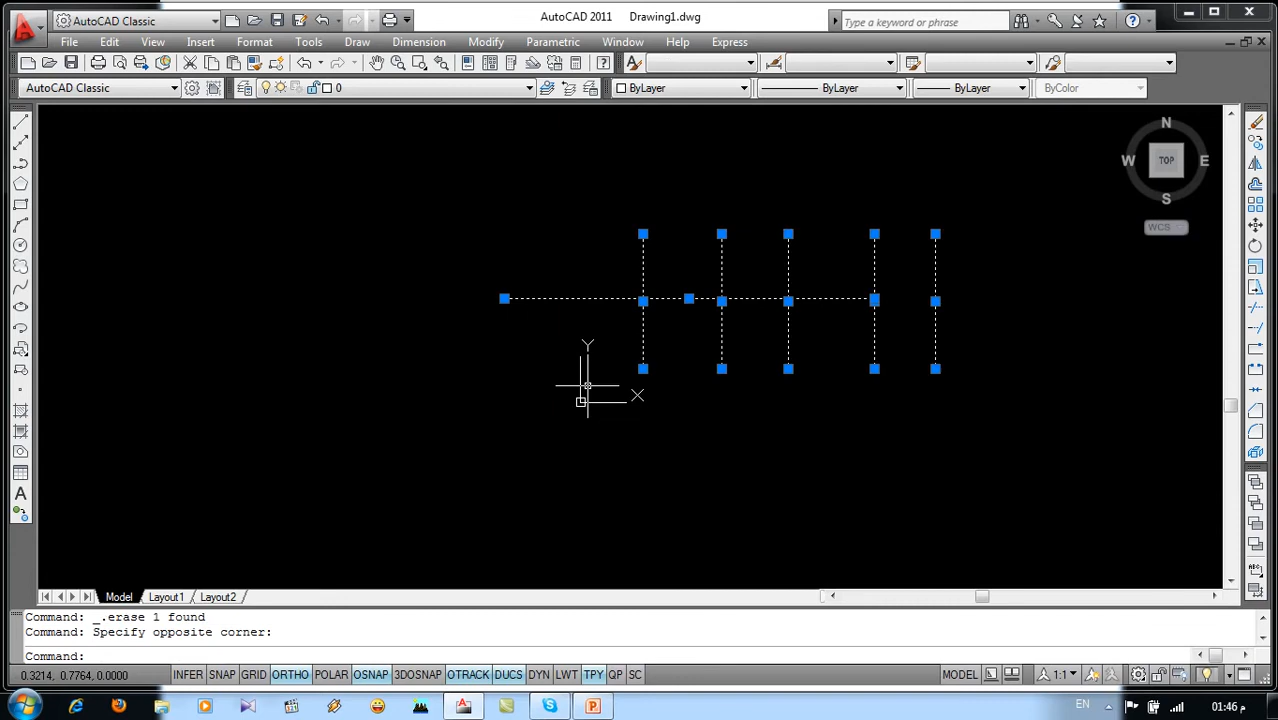 AutoCAD Classic
AutoCAD 2011 Drawing1.dwg
Type a keyword or phrase
File Edit View Insert Format Tools Draw Dimension Modify Parametric Window Help Express
AutoCAD Classic 0 ByLayer ByLayer ByLayer ByColor
N
W TOP E
S
WCS
Y
X
Model Layout1 Layout2
Command: _.erase 1 found
Command: Specify opposite corner:
Command:
0.3214, 0.7764, 0.0000 INFER SNAP GRID ORTHO POLAR OSNAP 3DOSNAP OTRACK DUCS DYN LWT TPY QP SC MODEL 1:1
EN 01:46 م